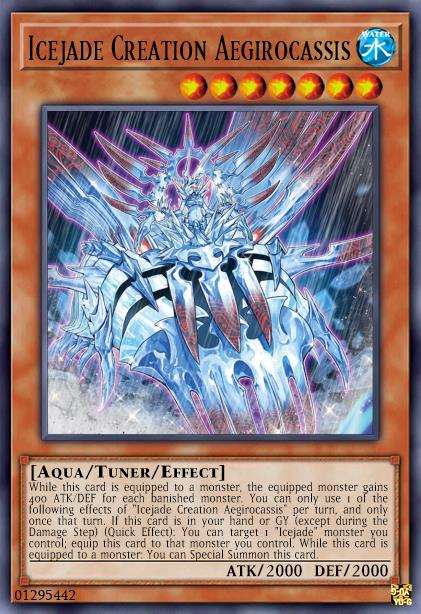 Icejade Creation Aegirocassis
WATER
水
[Aqua/Tuner/Effect]
While this card is equipped to a monster, the equipped monster gains
400 ATK/DEF for each banished monster. You can only use 1 of the
following effects of "Icejade Creation Aegirocassis" per turn, and only
once that turn. If this card is in your hand or GY (except during the
Damage Step) (Quick Effect): You can target 1 "Icejade" monster you
control; equip this card to that monster you control. While this card is
equipped to a monster: You can Special Summon this card.
ATK/2000 DEF/2000
01295442